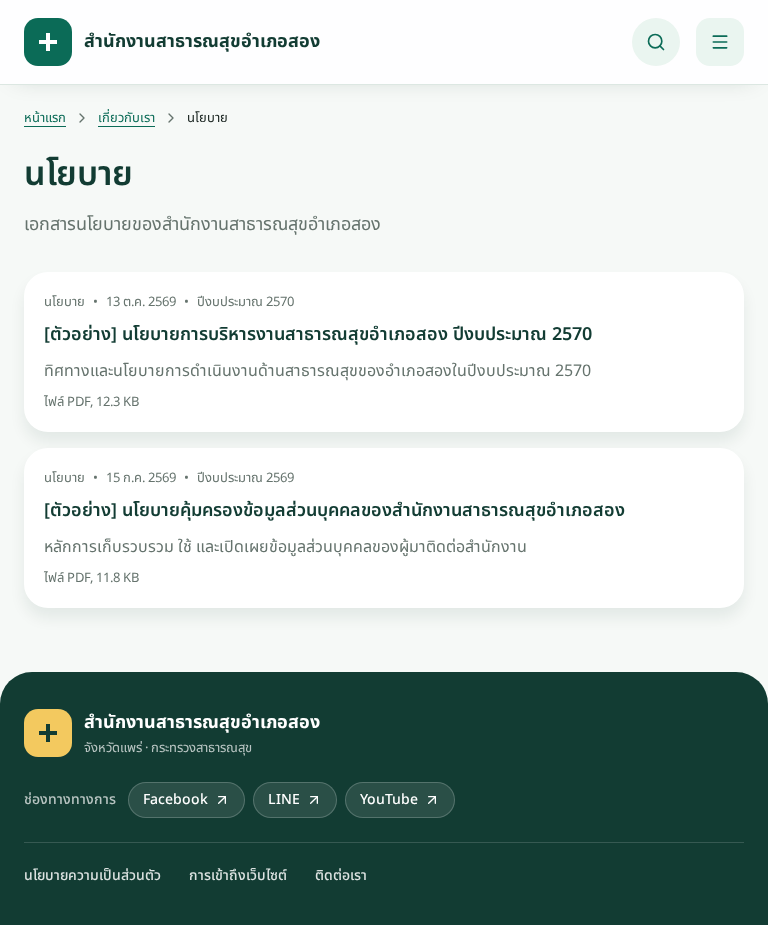 สำนักงานสาธารณสุขอำเภอสอง
หน้าแรก > เกี่ยวกับเรา > นโยบาย
นโยบาย
เอกสารนโยบายของสำนักงานสาธารณสุขอำเภอสอง
นโยบาย • 13 ต.ค. 2569 • ปีงบประมาณ 2570
[ตัวอย่าง] นโยบายการบริหารงานสาธารณสุขอำเภอสอง ปีงบประมาณ 2570
ทิศทางและนโยบายการดำเนินงานด้านสาธารณสุขของอำเภอสองในปีงบประมาณ 2570
ไฟล์ PDF, 12.3 KB
นโยบาย • 15 ก.ค. 2569 • ปีงบประมาณ 2569
[ตัวอย่าง] นโยบายคุ้มครองข้อมูลส่วนบุคคลของสำนักงานสาธารณสุขอำเภอสอง
หลักการเก็บรวบรวม ใช้ และเปิดเผยข้อมูลส่วนบุคคลของผู้มาติดต่อสำนักงาน
ไฟล์ PDF, 11.8 KB
สำนักงานสาธารณสุขอำเภอสอง
จังหวัดแพร่ · กระทรวงสาธารณสุข
ช่องทางทางการ Facebook LINE YouTube
นโยบายความเป็นส่วนตัว การเข้าถึงเว็บไซต์ ติดต่อเรา